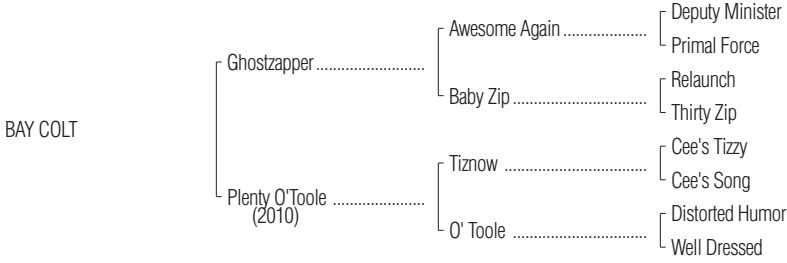 Deputy Minister
Awesome Again
Primal Force
Ghostzapper
Relaunch
Baby Zip
Thirty Zip
BAY COLT
Cee's Tizzy
Tiznow
Cee's Song
Plenty O'Toole
(2010)
Distorted Humor
O' Toole
Well Dressed